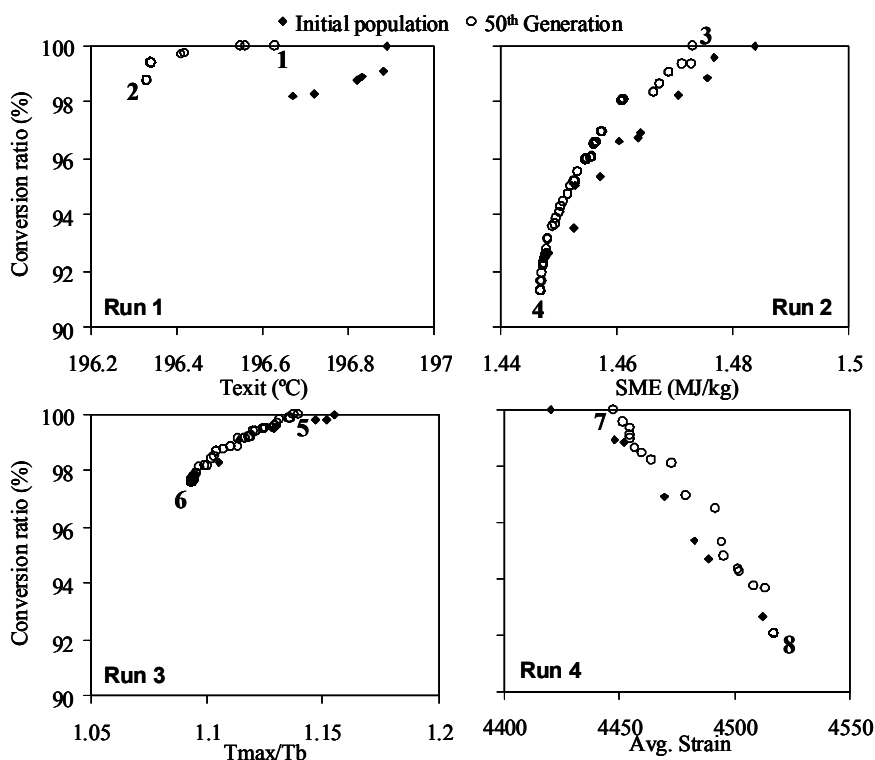 Initial population 50th Generation
100
98
96
94
92
90
Conversion ratio (%)
1
2
Run 1
196.2 196.4 196.6 196.8 197
Texit (ºC)
3
4
Run 2
1.44 1.46 1.48 1.5
SME (MJ/kg)
100
98
96
94
92
90
Conversion ratio (%)
5
6
Run 3
1.05 1.1 1.15 1.2
Tmax/Tb
7
8
Run 4
4400 4450 4500 4550
Avg. Strain